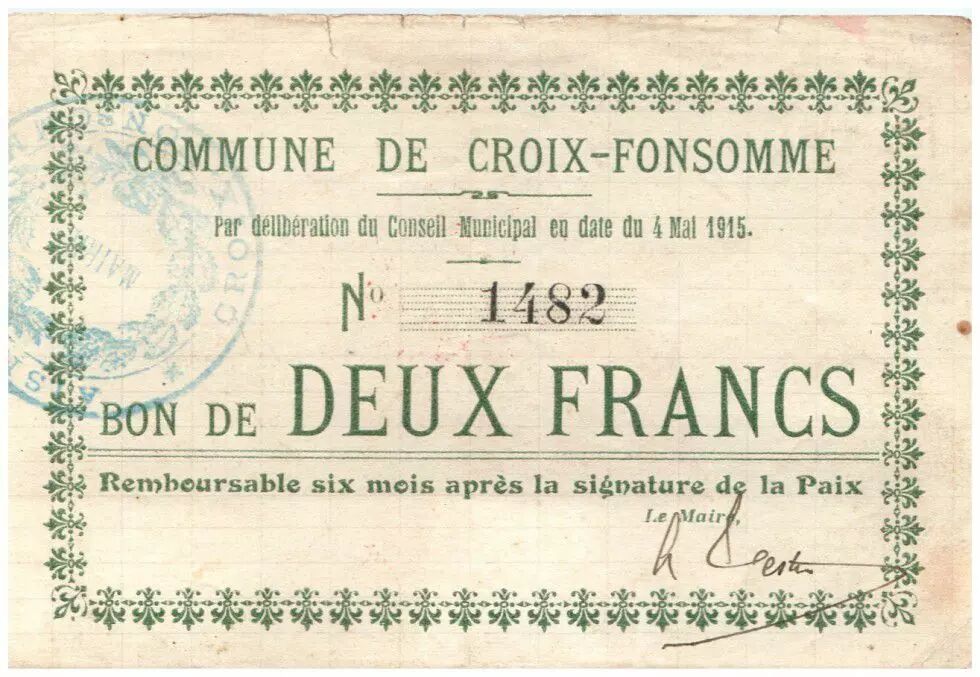 COMMUNE DE CROIX-FONSOMME
Par délibération du Conseil Municipal en date du 4 Mai 1915.
No 1482
BON DE DEUX FRANCS
Remboursable six mois après la signature de la Paix
Le Maire,